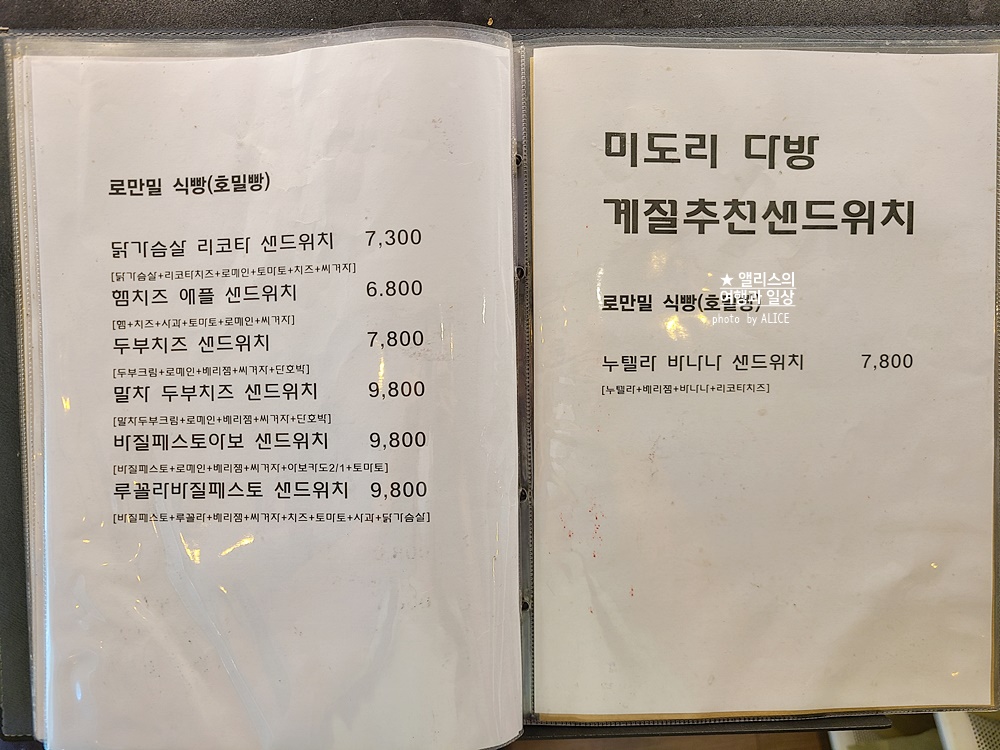 로만밀 식빵(호밀빵)
닭가슴살 리코타 샌드위치 7,300
[닭가슴살+리코타치즈+로메인+토마토+치즈+씨겨자]
햄치즈 애플 샌드위치 6.800
[햄+치즈+사과+토마토+로메인+씨겨자]
두부치즈 샌드위치 7,800
[두부크림+로메인+베리잼+씨겨자+단호박]
말차 두부치즈 샌드위치 9,800
[말차두부크림+로메인+베리잼+씨겨자+단호박]
바질페스토아보 샌드위치 9,800
[바질페스토+로메인+베리잼+씨겨자+아보카도2/1+토마토]
루꼴라바질페스토 샌드위치 9,800
[바질페스토+루꼴라+베리잼+씨겨자+치즈+토마토+사과+닭가슴살]
미도리 다방
계절추천샌드위치
★ 앨리스의
여행과 일상
photo by ALICE
로만밀 식빵(호밀빵)
누텔라 바나나 샌드위치 7,800
[누텔라+베리잼+바나나+리코타치즈]